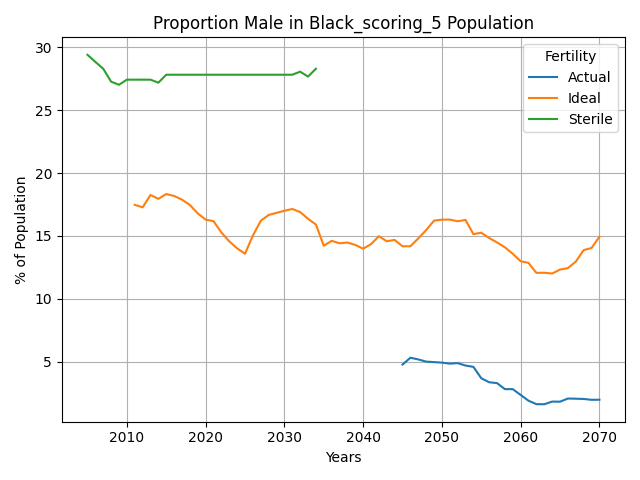 Proportion Male in Black_scoring_5 Population
% of Population
30
25
20
15
10
5
Fertility
Actual
Ideal
Sterile
2010 2020 2030 2040 2050 2060 2070
Years